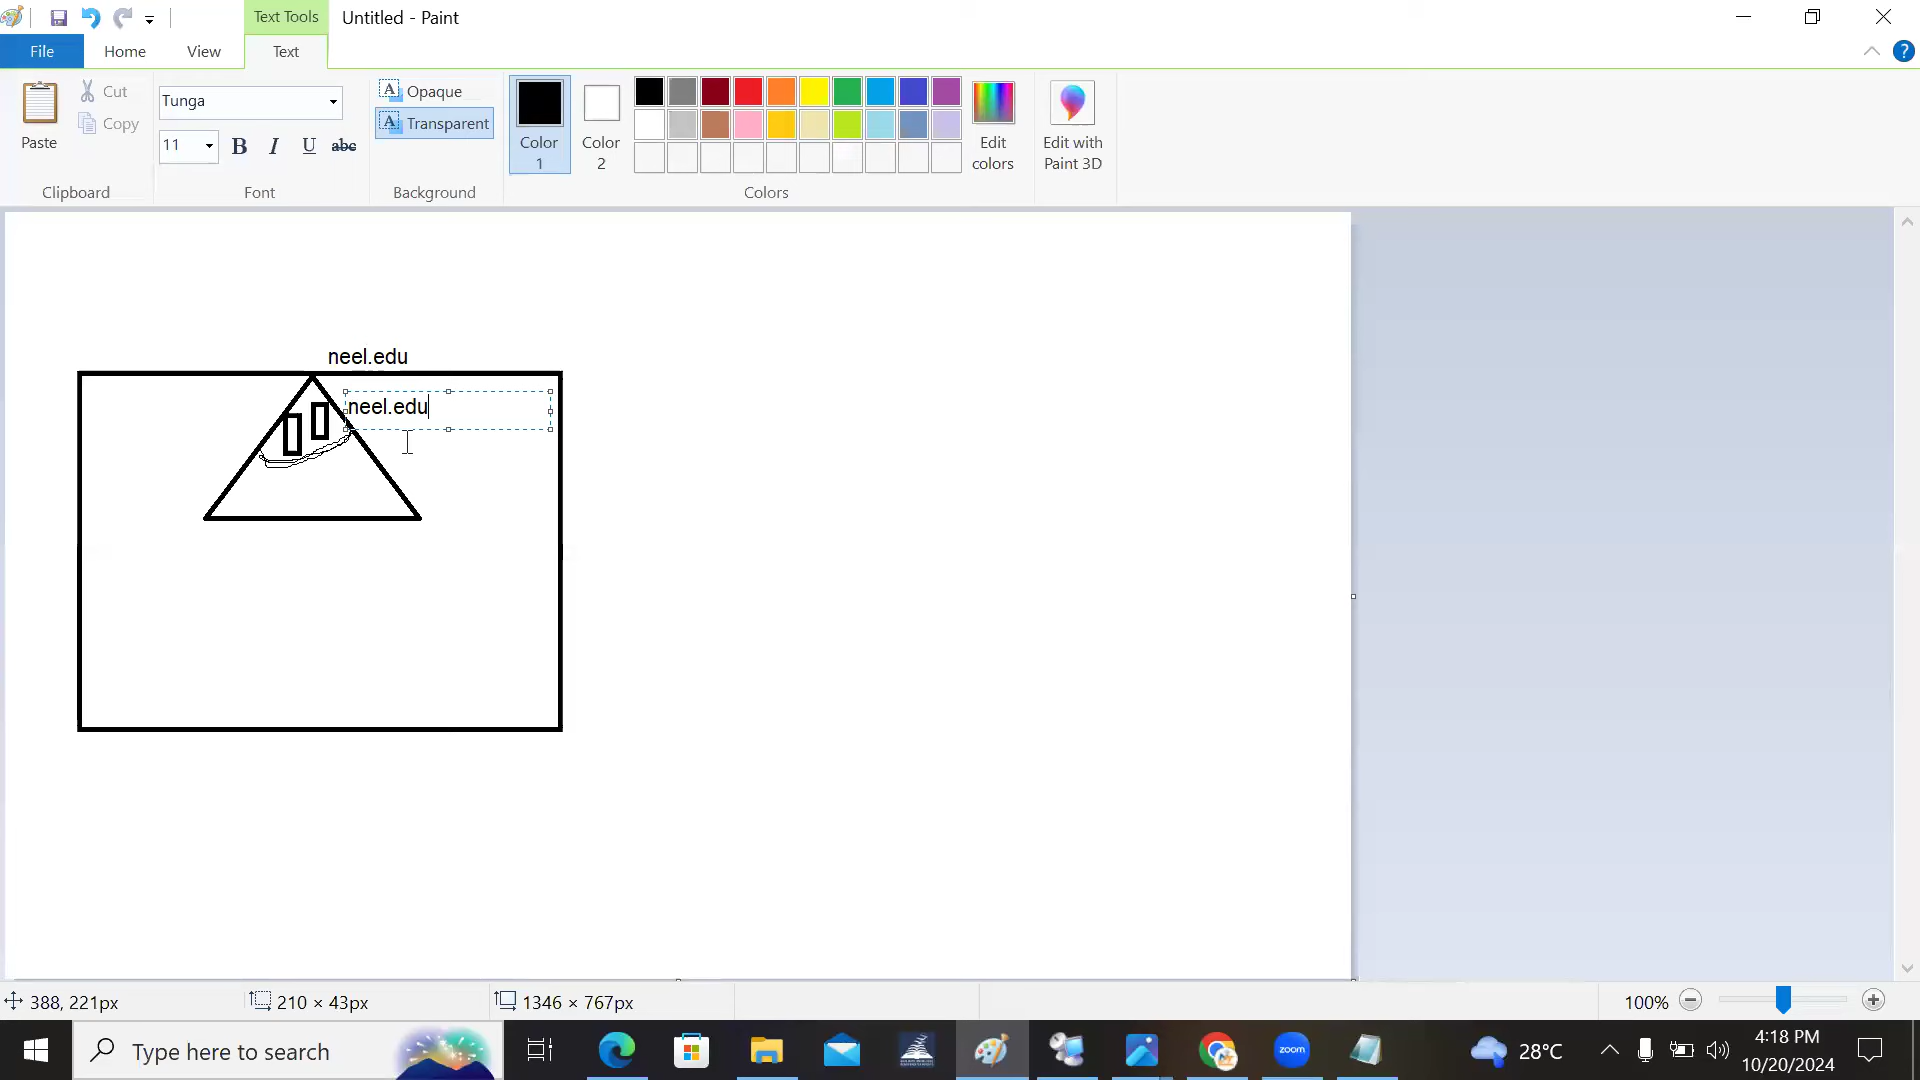 Text Tools
Untitled - Paint
File
Home
View
Text
Paste
Cut
Copy
Clipboard
Tunga
11
B I U abc
Font
A Opaque
A Transparent
Background
Color 1
Color 2
Edit colors
Colors
Edit with Paint 3D
neel.edu
neel.edu
388, 221px
210 × 43px
1346 × 767px
100%
Type here to search
zoom
28°C
4:18 PM
10/20/2024